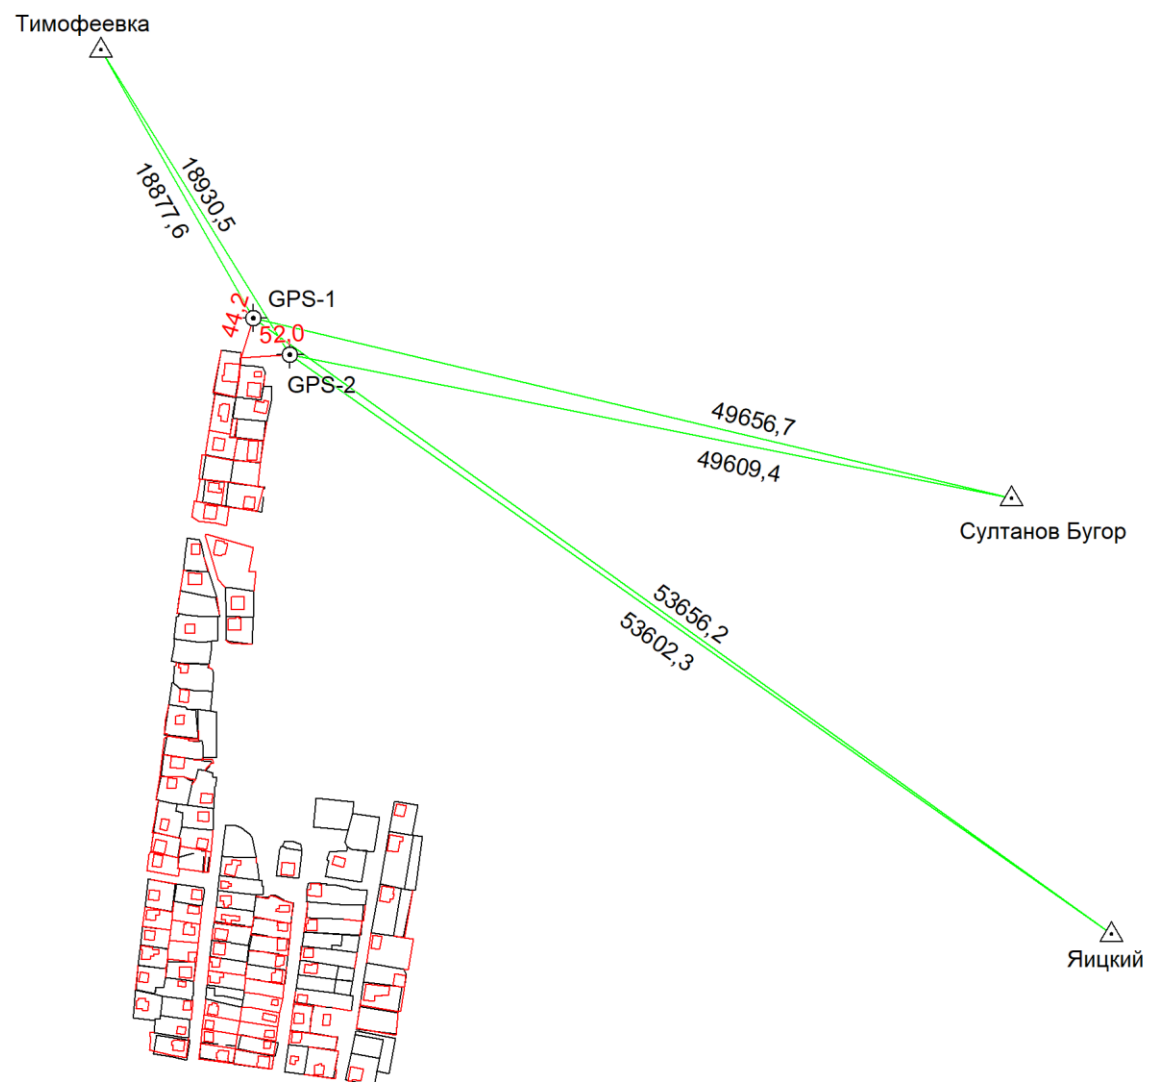 Тимофеевка
18930,5
18877,6
GPS-1
44,2
52,0
GPS-2
49656,7
49609,4
Султанов Бугор
53656,2
53602,3
Яицкий